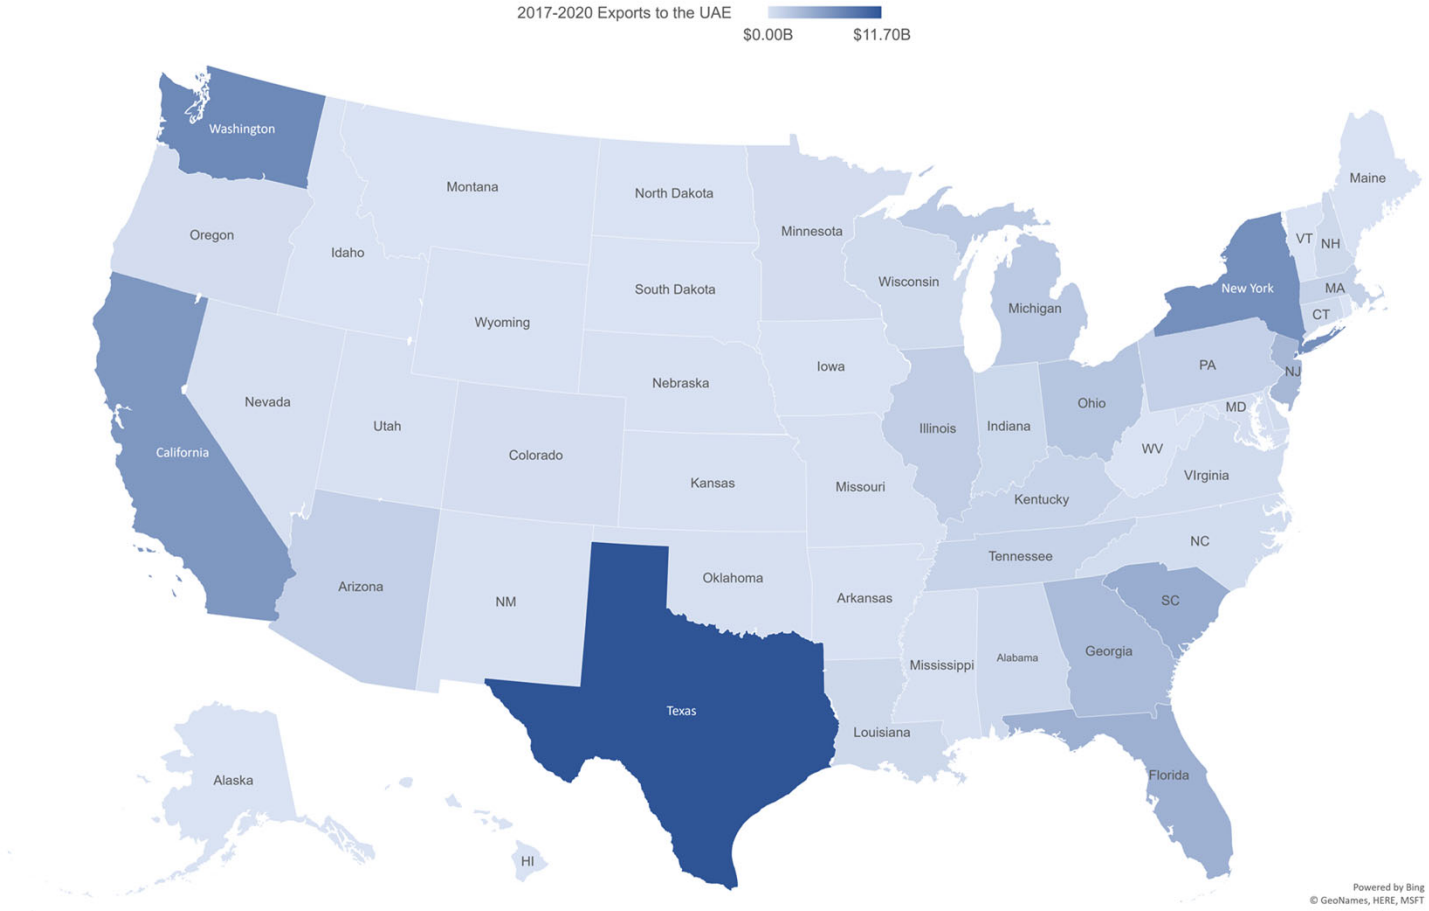 2017-2020 Exports to the UAE
$0.00B $11.70B
Washington
Montana
North Dakota
Minnesota
Maine
Oregon
Idaho
VT
NH
Wisconsin
South Dakota
New York
MA
Michigan
CT
Wyoming
Iowa
PA
NJ
Nebraska
Nevada
Ohio
MD
Utah
Illinois
Indiana
California
Colorado
WV
VIrginia
Kansas
Missouri
Kentucky
NC
Tennessee
Arizona
NM
Oklahoma
Arkansas
SC
Georgia
Mississippi
Alabama
Texas
Louisiana
Florida
Alaska
HI
Powered by Bing
© GeoNames, HERE, MSFT